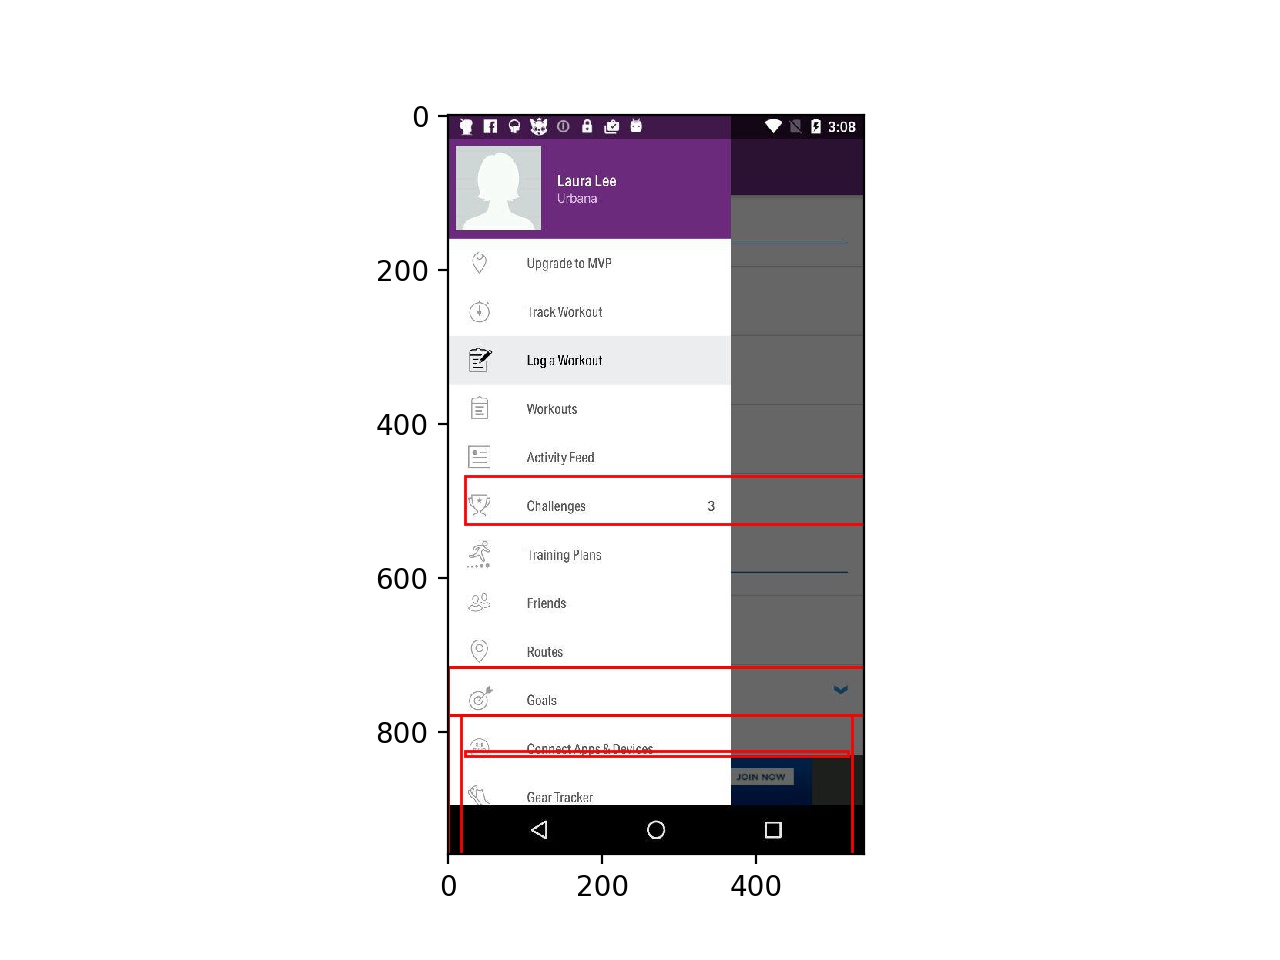 0
3:08
Laura Lee
Urbana
200
Upgrade to MVP
Track Workout
Log a Workout
400
Workouts
Activity Feed
Challenges 3
Training Plans
600
Friends
Routes
Goals
800
Connect Apps & Devices
JOIN NOW
Gear Tracker
0 200 400